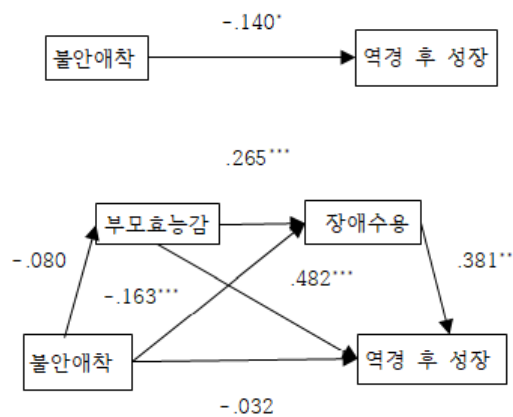 -.140*
불안애착 역경 후 성장
.265***
부모효능감 장애수용
-.080 -.163*** .482*** .381**
불안애착 역경 후 성장
-.032